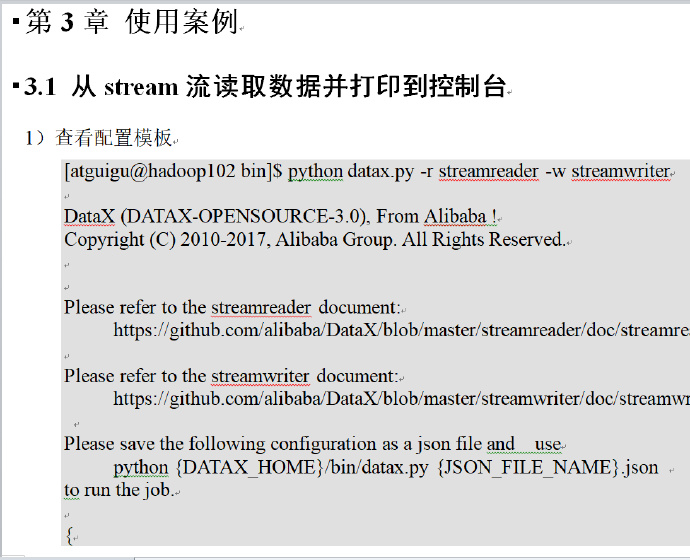 第 3 章 使用案例
3.1 从 stream 流读取数据并打印到控制台
1）查看配置模板
[atguigu@hadoop102 bin]$ python datax.py -r streamreader -w streamwriter
DataX (DATAX-OPENSOURCE-3.0), From Alibaba !
Copyright (C) 2010-2017, Alibaba Group. All Rights Reserved.
Please refer to the streamreader document:
https://github.com/alibaba/DataX/blob/master/streamreader/doc/streamre
Please refer to the streamwriter document:
https://github.com/alibaba/DataX/blob/master/streamwriter/doc/streamwr
Please save the following configuration as a json file and use
python {DATAX_HOME}/bin/datax.py {JSON_FILE_NAME}.json
to run the job.
{